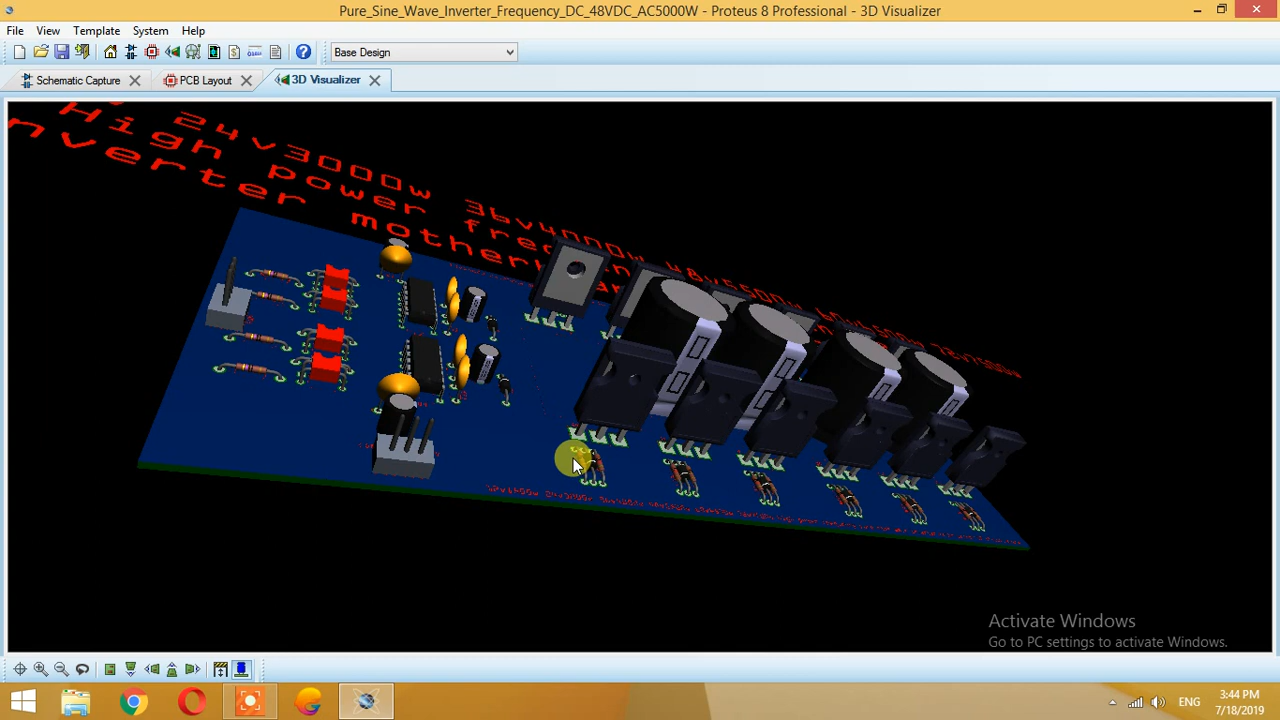 Pure_Sine_Wave_Inverter_Frequency_DC_48VDC_AC5000W - Proteus 8 Professional - 3D Visualizer
File View Template System Help
Base Design
Schematic Capture PCB Layout 3D Visualizer
24v3000w 36v4000w 48v5500w
High power
nverter mother
Activate Windows
Go to PC settings to activate Windows.
ENG
3:44 PM
7/18/2019